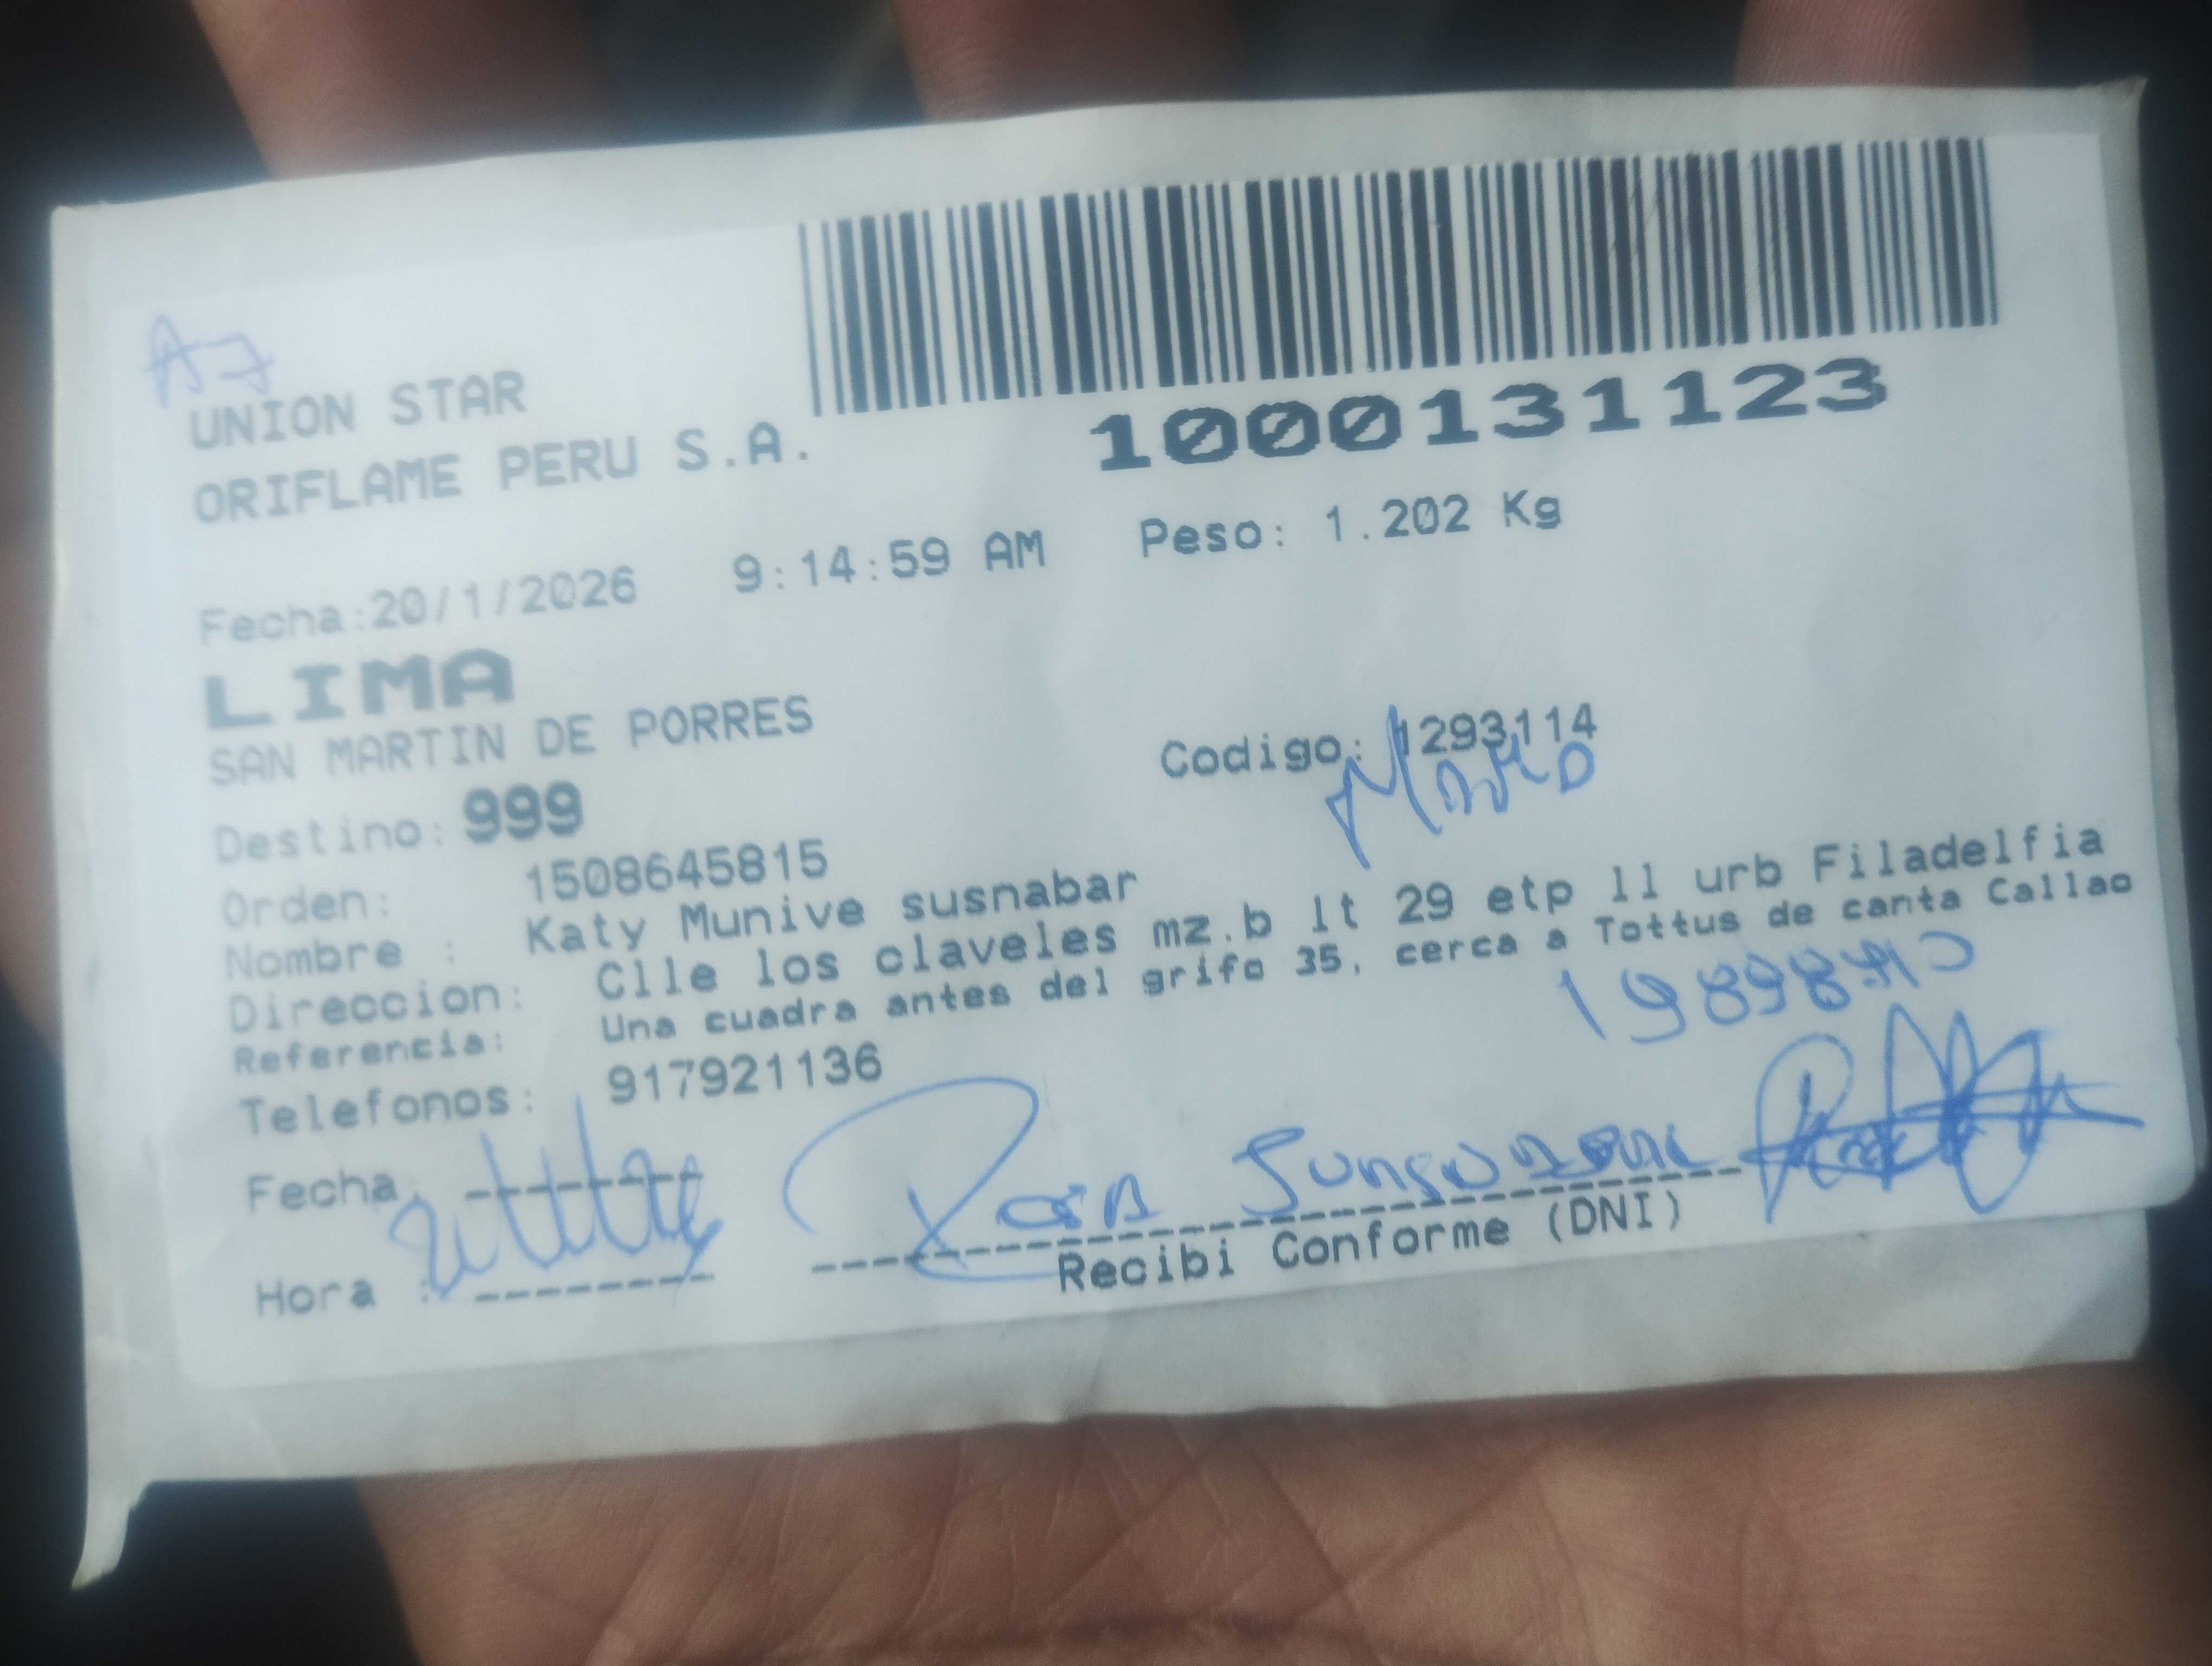 UNION STAR
ORIFLAME PERU S.A.
1000131123
Fecha:20/1/2026 9:14:59 AM Peso: 1.202 Kg
LIMA
SAN MARTIN DE PORRES
Codigo: 1293114
Destino: 999
Orden: 1508645815
Nombre : Katy Munive susnabar
Direccion: Clle los claveles mz.b lt 29 etp ll urb Filadelfia
Referencia: Una cuadra antes del grifo 35, cerca a Tottus de canta Callao
Telefonos: 917921136
Fecha
Rosa
Hora :
Recibi Conforme (DNI)